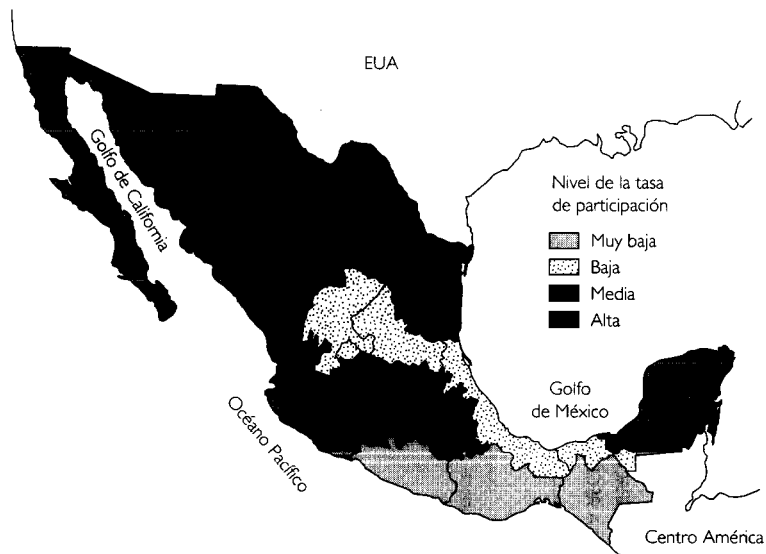 EUA
Golfo de California
Nivel de la tasa
de participación
Muy baja
Baja
Media
Alta
Golfo
de México
Océano Pacífico
Centro América